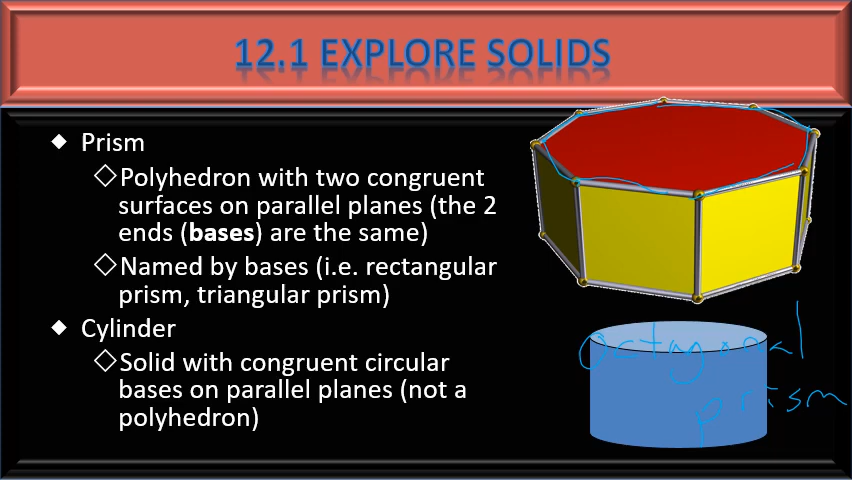 12.1 EXPLORE SOLIDS
◆ Prism
◇Polyhedron with two congruent
surfaces on parallel planes (the 2
ends (bases) are the same)
◇Named by bases (i.e. rectangular
prism, triangular prism)
◆ Cylinder
◇Solid with congruent circular
bases on parallel planes (not a
polyhedron)
octagonal
prism